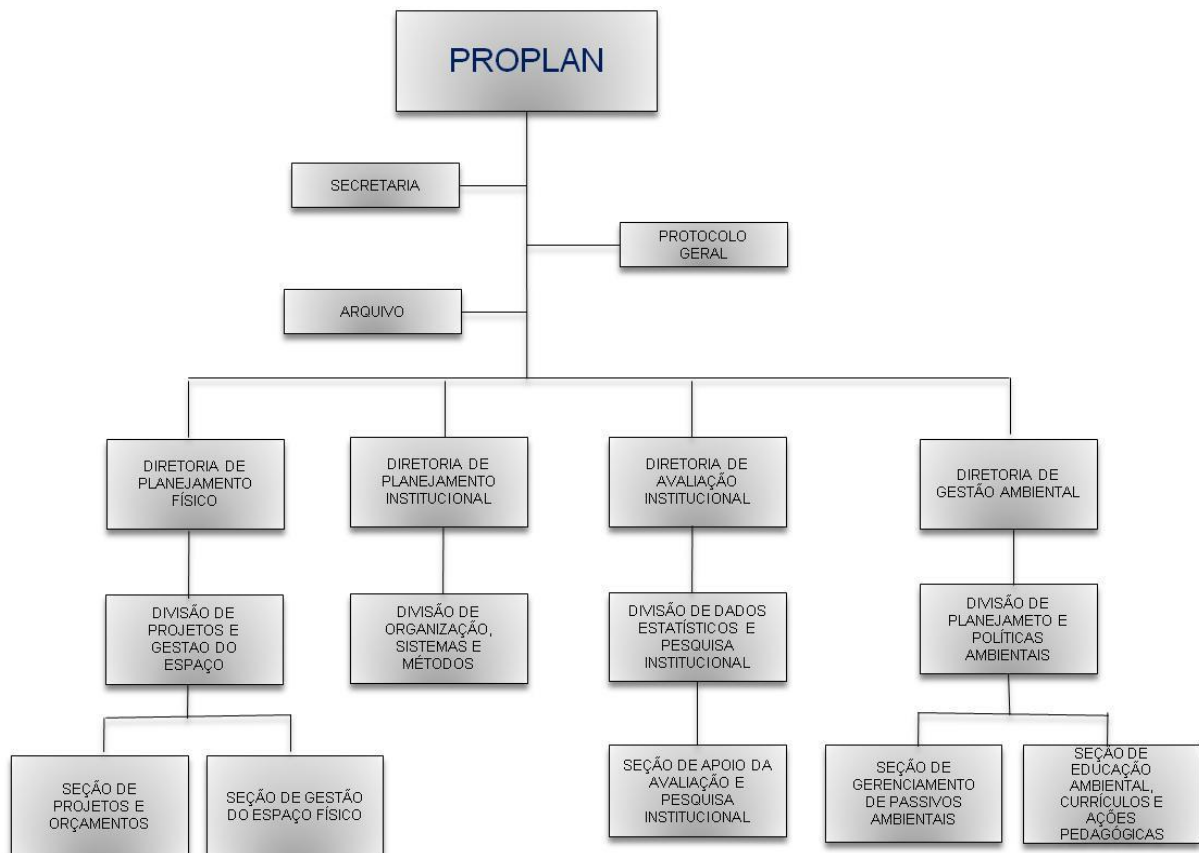 PROPLAN
SECRETARIA
PROTOCOLO
GERAL
ARQUIVO
DIRETORIA DE
PLANEJAMENTO
FÍSICO
DIRETORIA DE
PLANEJAMENTO
INSTITUCIONAL
DIRETORIA DE
AVALIAÇÃO
INSTITUCIONAL
DIRETORIA DE
GESTÃO AMBIENTAL
DIVISÃO DE
PROJETOS E
GESTAO DO
ESPAÇO
DIVISÃO DE
ORGANIZAÇÃO,
SISTEMAS E
MÉTODOS
DIVISÃO DE DADOS
ESTATÍSTICOS E
PESQUISA
INSTITUCIONAL
DIVISÃO DE
PLANEJAMETO E
POLÍTICAS
AMBIENTAIS
SEÇÃO DE
PROJETOS E
ORÇAMENTOS
SEÇÃO DE GESTÃO
DO ESPAÇO FÍSICO
SEÇÃO DE APOIO DA
AVALIAÇÃO E
PESQUISA
INSTITUCIONAL
SEÇÃO DE
GERENCIAMENTO
DE PASSIVOS
AMBIENTAIS
SEÇÃO DE
EDUCAÇÃO
AMBIENTAL,
CURRÍCULOS E
AÇÕES
PEDAGÓGICAS